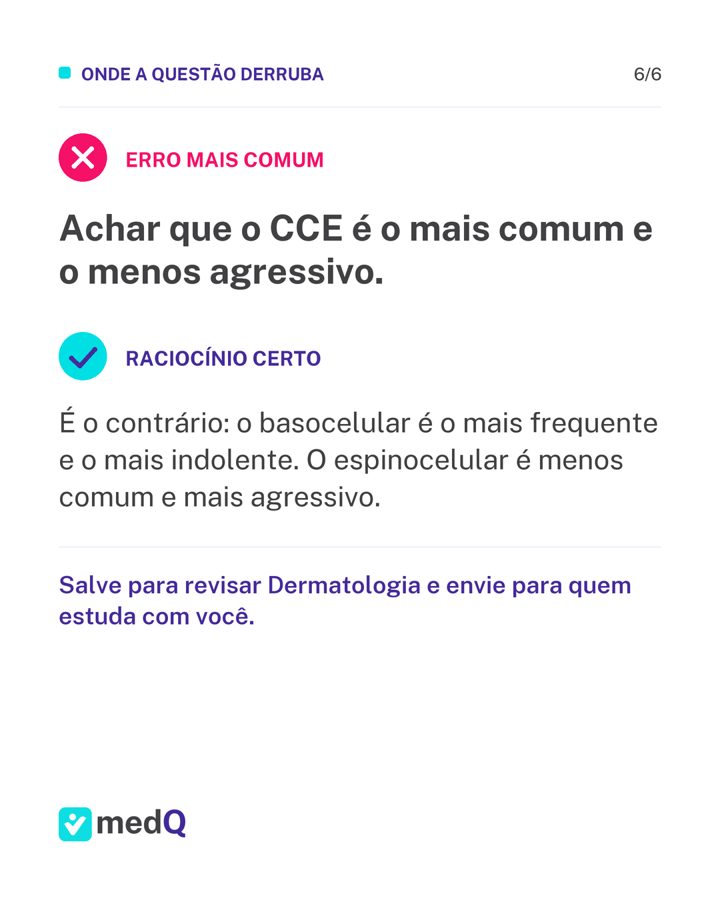 ONDE A QUESTÃO DERRUBA
6/6
ERRO MAIS COMUM
Achar que o CCE é o mais comum e
o menos agressivo.
RACIOCÍNIO CERTO
É o contrário: o basocelular é o mais frequente
e o mais indolente. O espinocelular é menos
comum e mais agressivo.
Salve para revisar Dermatologia e envie para quem
estuda com você.
medQ